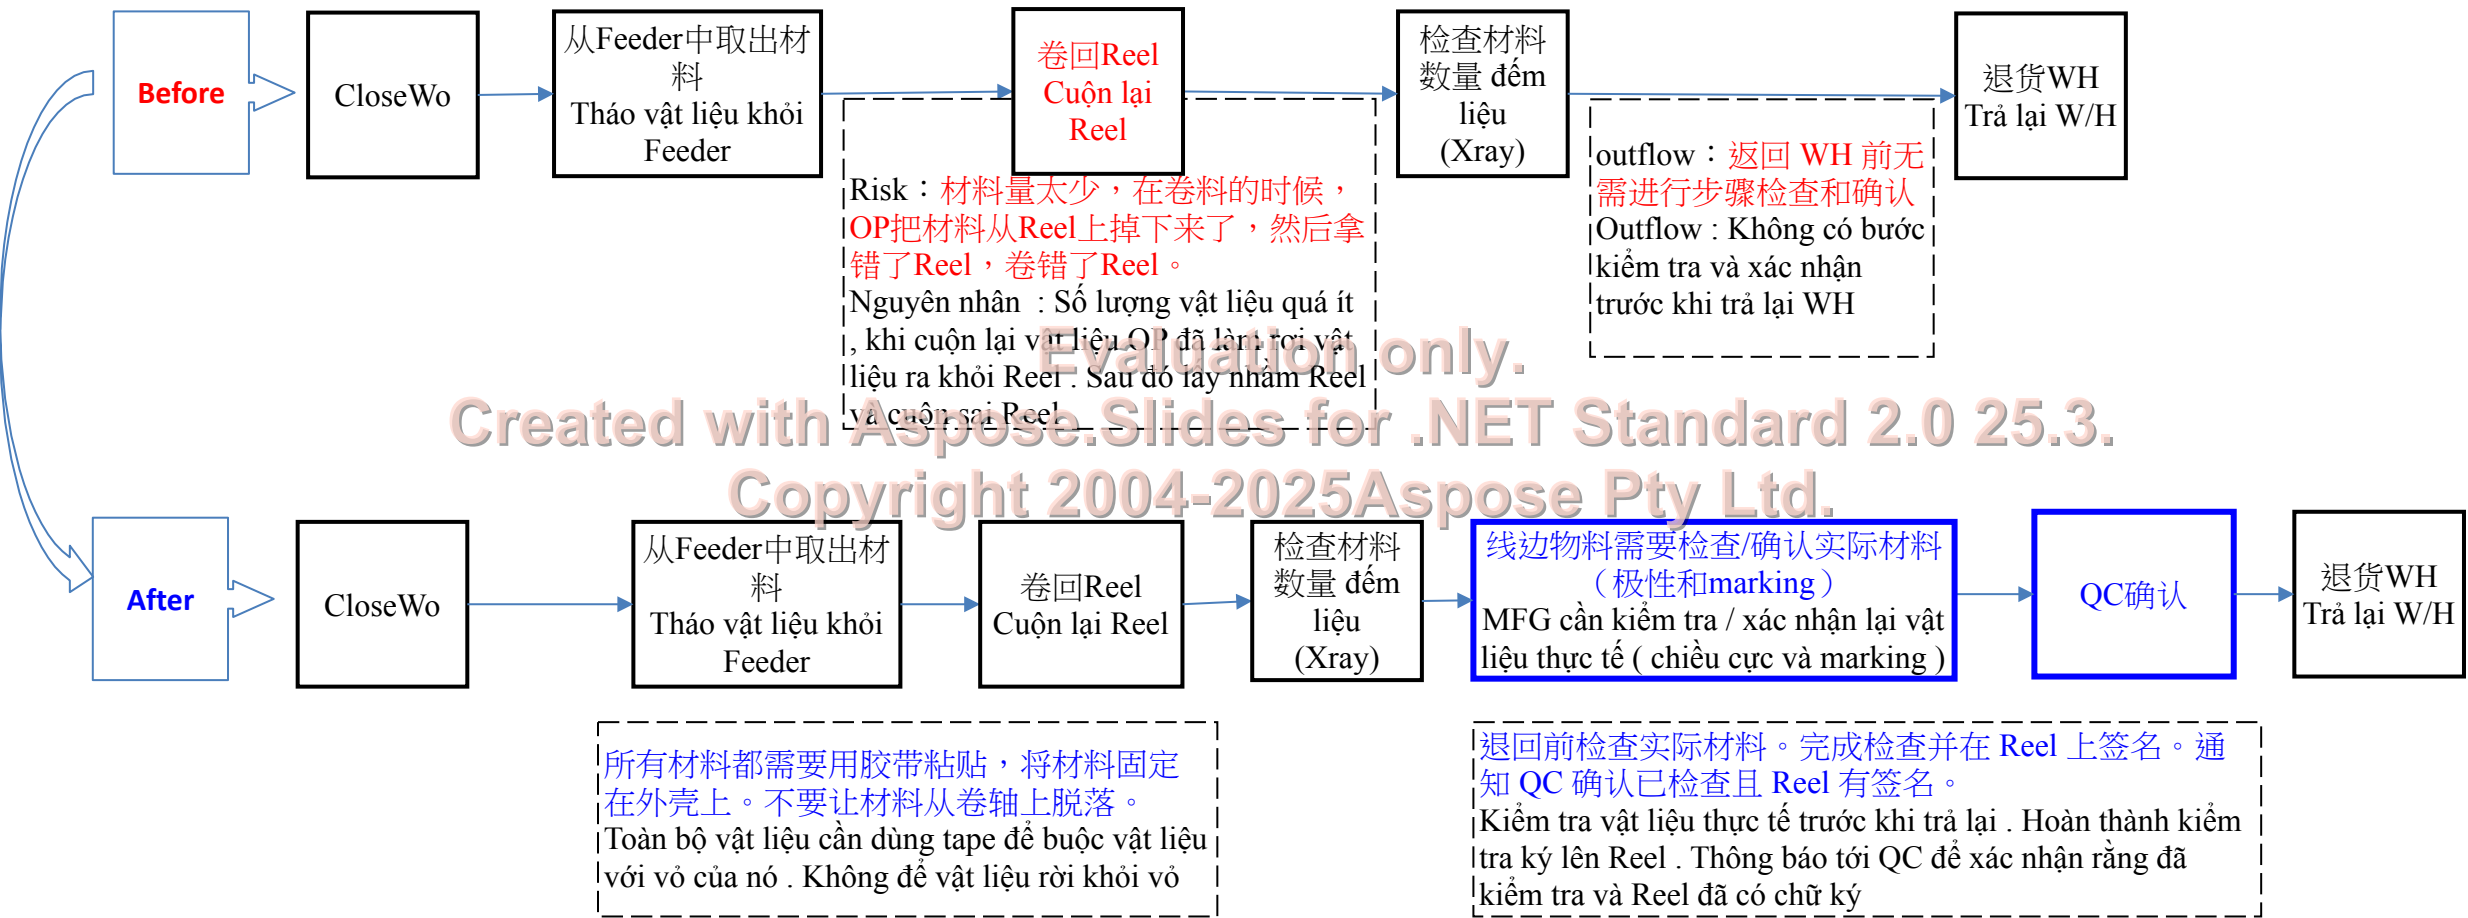 Before
CloseWo
从Feeder中取出材
料
Tháo vật liệu khỏi
Feeder
卷回Reel
Cuộn lại
Reel
检查材料
数量 đếm
liệu
(Xray)
退货WH
Trả lại W/H
Risk：材料量太少，在卷料的时候，
OP把材料从Reel上掉下来了，然后拿
错了Reel，卷错了Reel。
Nguyên nhân : Số lượng vật liệu quá ít
, khi cuộn lại vật liệu OP đã làm rơi vật
liệu ra khỏi Reel . Sau đó lấy nhầm Reel
và cuộn sai Reel
outflow：返回 WH 前无
需进行步骤检查和确认
Outflow : Không có bước
kiểm tra và xác nhận
trước khi trả lại WH
Evaluation only.
Created with Aspose.Slides for .NET Standard 2.0 25.3.
Copyright 2004-2025Aspose Pty Ltd.
After
CloseWo
从Feeder中取出材
料
Tháo vật liệu khỏi
Feeder
卷回Reel
Cuộn lại Reel
检查材料
数量 đếm
liệu
(Xray)
线边物料需要检查/确认实际材料
（极性和marking）
MFG cần kiểm tra / xác nhận lại vật
liệu thực tế ( chiều cực và marking )
QC确认
退货WH
Trả lại W/H
所有材料都需要用胶带粘贴，将材料固定
在外壳上。不要让材料从卷轴上脱落。
Toàn bộ vật liệu cần dùng tape để buộc vật liệu
với vỏ của nó . Không để vật liệu rời khỏi vỏ
退回前检查实际材料。完成检查并在 Reel 上签名。通
知 QC 确认已检查且 Reel 有签名。
Kiểm tra vật liệu thực tế trước khi trả lại . Hoàn thành kiểm
tra ký lên Reel . Thông báo tới QC để xác nhận rằng đã
kiểm tra và Reel đã có chữ ký